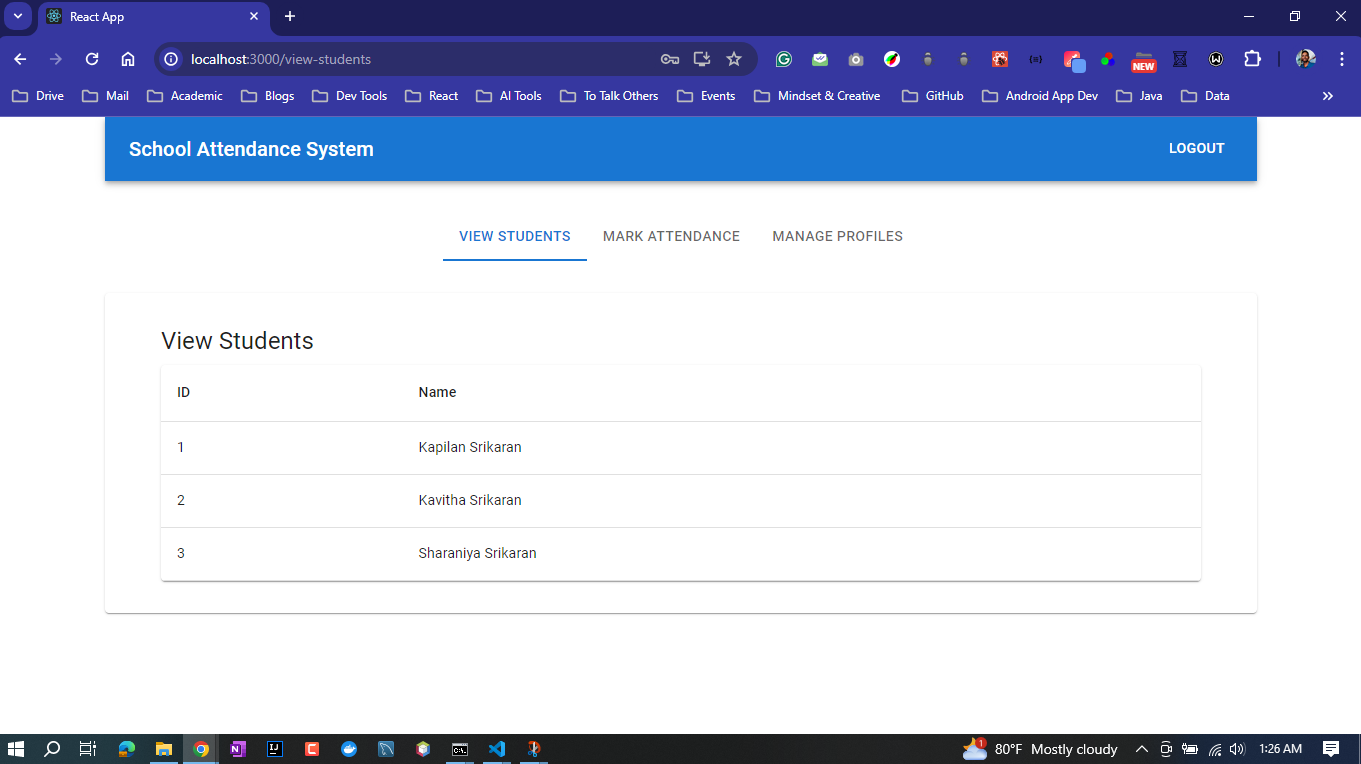 React App
localhost:3000/view-students
NEW
Drive Mail Academic Blogs Dev Tools React AI Tools To Talk Others Events Mindset & Creative GitHub Android App Dev Java Data
School Attendance System LOGOUT
VIEW STUDENTS MARK ATTENDANCE MANAGE PROFILES
View Students
ID Name
1 Kapilan Srikaran
2 Kavitha Srikaran
3 Sharaniya Srikaran
1 80°F Mostly cloudy 1:26 AM